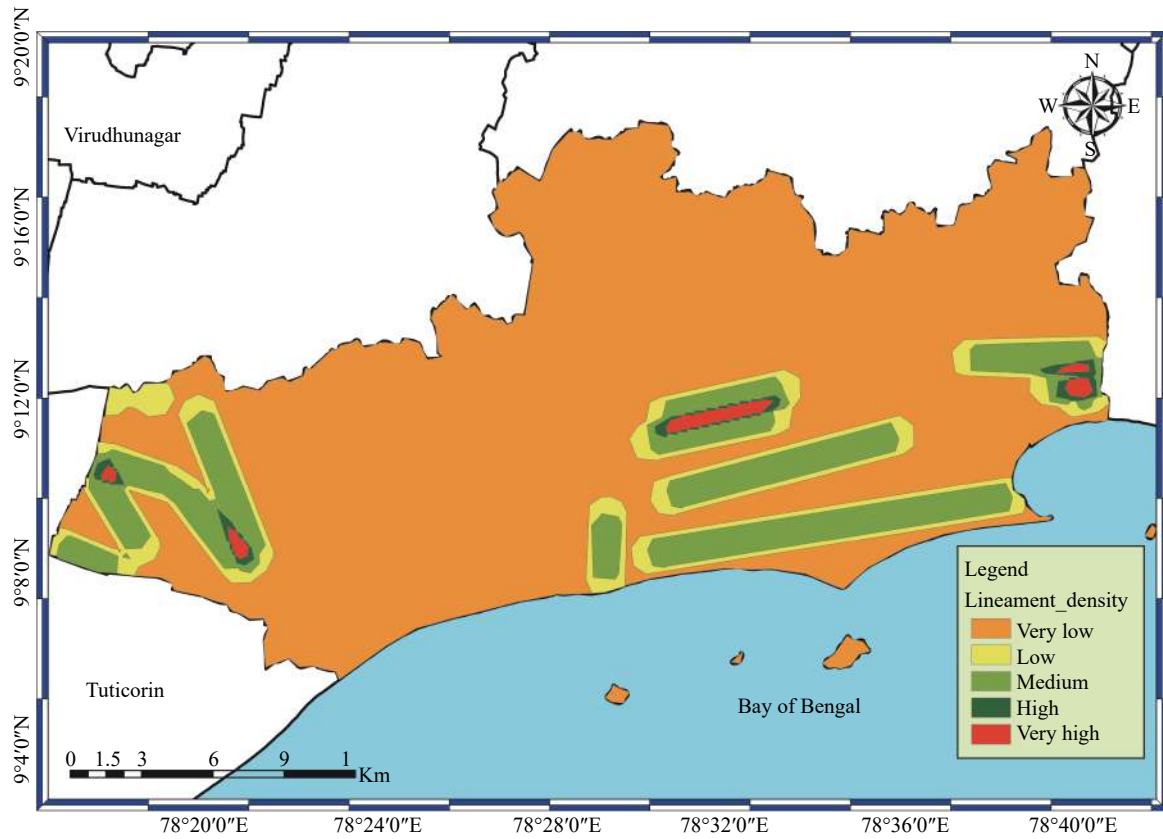 N
W E
S
Virudhunagar
Tuticorin
Bay of Bengal
Legend
Lineament_density
Very low
Low
Medium
High
Very high
0 1.5 3 6 9 1
Km
9°20′0″N
9°16′0″N
9°12′0″N
9°8′0″N
9°4′0″N
78°20′0″E 78°24′0″E 78°28′0″E 78°32′0″E 78°36′0″E 78°40′0″E